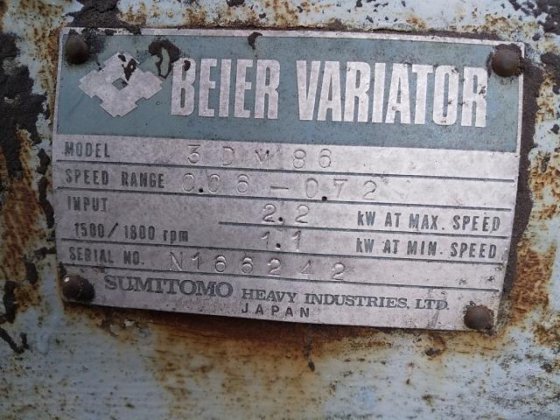 BEIER VARIATOR
MODEL 3DM86
SPEED RANGE 0.06-0.72
INPUT 2.2 kW AT MAX. SPEED
1500/1800 rpm 1.1 kW AT MIN. SPEED
SERIAL NO. N166242
SUMITOMO HEAVY INDUSTRIES, LTD.
JAPAN